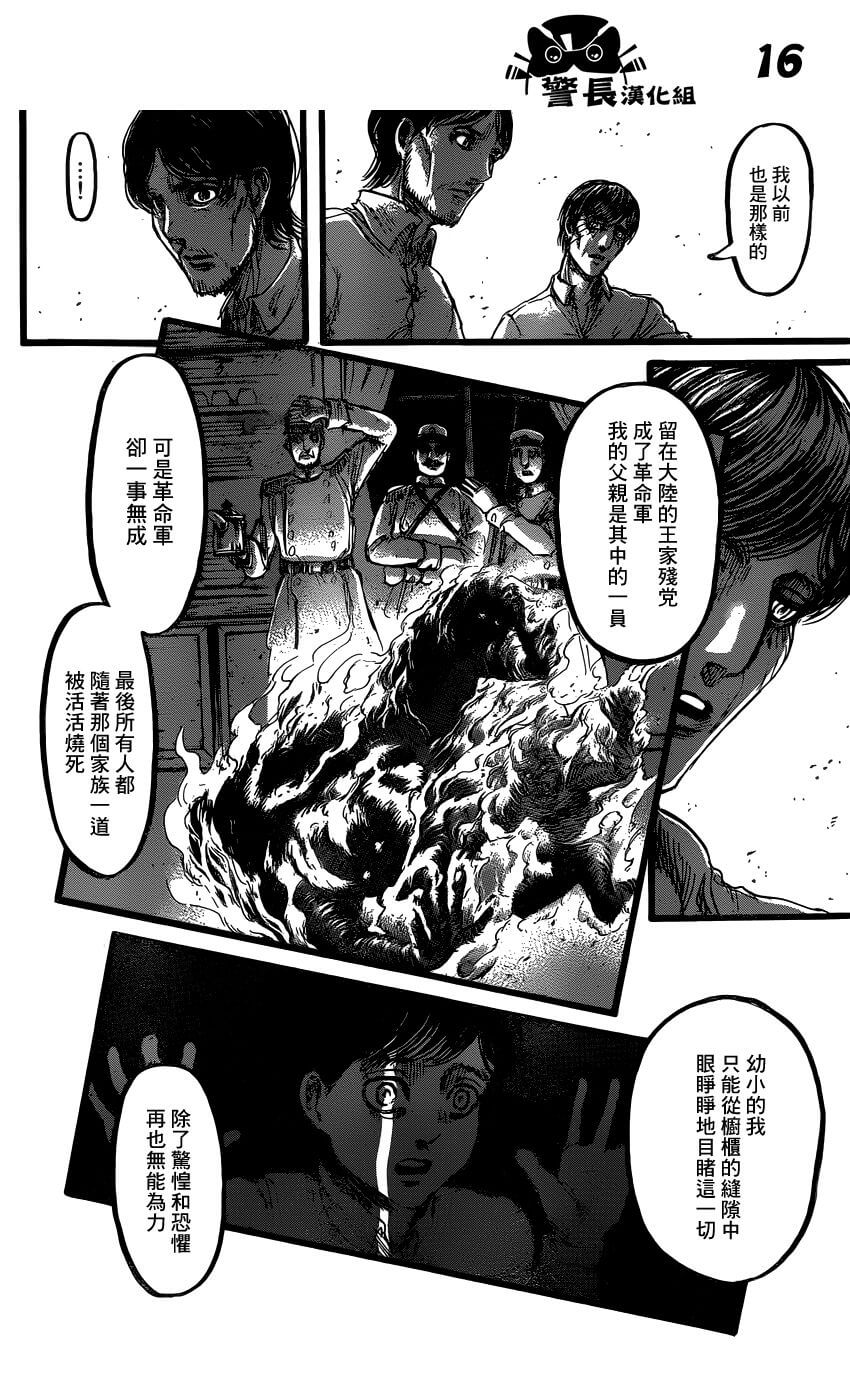 警長漢化組
16
我以前
也是那樣的
…!
留在大陸的王家殘党
成了革命軍
我的父親是其中的一員
可是革命軍
卻一事無成
最後所有人都
隨著那個家族一道
被活活燒死
幼小的我
只能從櫥櫃的縫隙中
眼睜睜地目睹這一切
除了驚惶和恐懼
再也無能為力